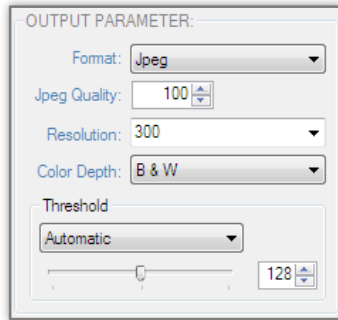 OUTPUT PARAMETER:
Format: Jpeg
Jpeg Quality: 100
Resolution: 300
Color Depth: B & W
Threshold
Automatic
128